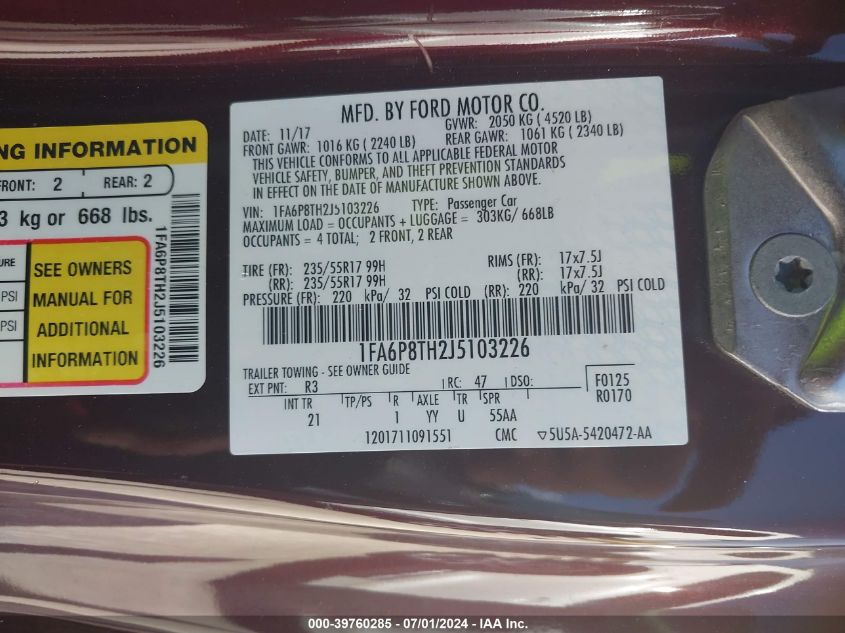 NG INFORMATION
FRONT: 2 REAR: 2
3 kg or 668 lbs.
SEE OWNERS
MANUAL FOR
ADDITIONAL
INFORMATION
PSI
PSI
1FA6P8TH2J5103226
MFD. BY FORD MOTOR CO.
DATE: 11/17 GVWR: 2050 KG ( 4520 LB)
FRONT GAWR: 1016 KG ( 2240 LB) REAR GAWR: 1061 KG ( 2340 LB)
THIS VEHICLE CONFORMS TO ALL APPLICABLE FEDERAL MOTOR
VEHICLE SAFETY, BUMPER, AND THEFT PREVENTION STANDARDS
IN EFFECT ON THE DATE OF MANUFACTURE SHOWN ABOVE.
VIN: 1FA6P8TH2J5103226 TYPE: Passenger Car
MAXIMUM LOAD = OCCUPANTS + LUGGAGE = 303KG/ 668LB
OCCUPANTS = 4 TOTAL; 2 FRONT, 2 REAR
TIRE (FR): 235/55R17 99H RIMS (FR): 17x7.5J
(RR): 235/55R17 99H (RR): 17x7.5J
PRESSURE (FR): 220 kPa/ 32 PSI COLD (RR): 220 kPa/ 32 PSI COLD
1FA6P8TH2J5103226
TRAILER TOWING - SEE OWNER GUIDE
EXT PNT: R3 RC: 47 DSO: F0125
INT TR TP/PS R AXLE TR SPR R0170
21 1 YY U 55AA
1201711091551 CMC ▽5U5A-5420472-AA
000-39760285 / 07/01/2024 - IAA Inc.